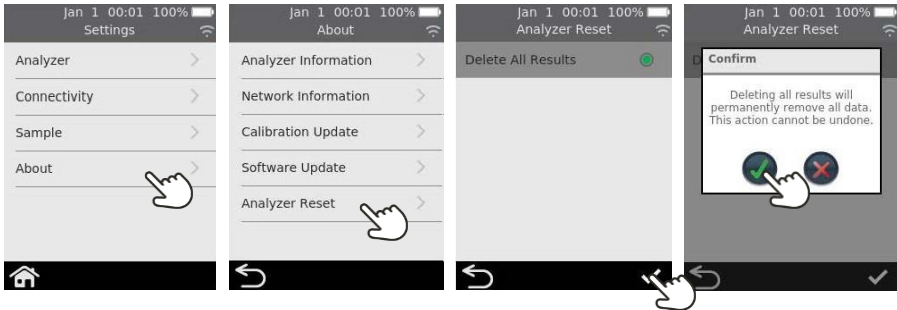 Jan 1 00:01 100%
Settings
Analyzer
Connectivity
Sample
About
Jan 1 00:01 100%
About
Analyzer Information
Network Information
Calibration Update
Software Update
Analyzer Reset
Jan 1 00:01 100%
Analyzer Reset
Delete All Results
Jan 1 00:01 100%
Analyzer Reset
D
Confirm
Deleting all results will
permanently remove all data.
This action cannot be undone.